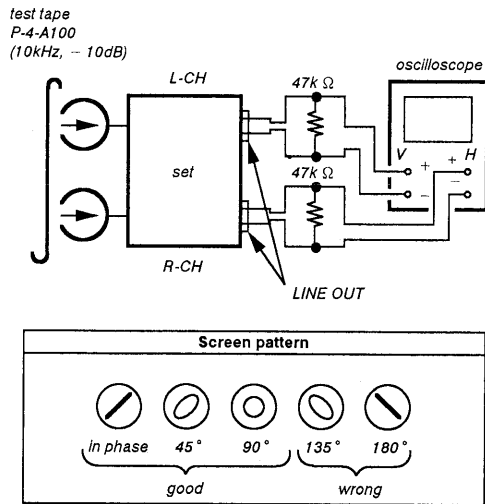 test tape
P-4-A100
(10kHz, − 10dB)
L-CH
oscilloscope
47k Ω
V
H
+
+
−
−
set
47k Ω
R-CH
LINE OUT
Screen pattern
in phase 45° 90° 135° 180°
good wrong